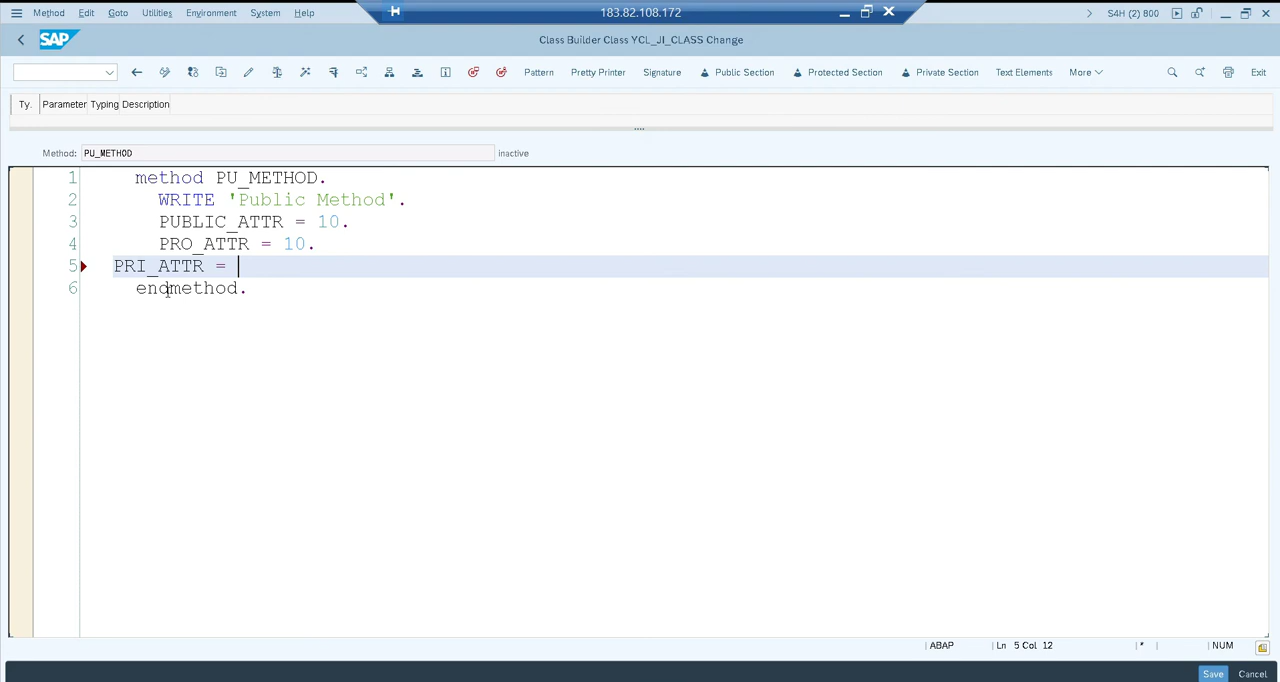 Method Edit Goto Utilities Environment System Help
183.82.108.172
S4H (2) 800
SAP
Class Builder Class YCL_JI_CLASS Change
Pattern Pretty Printer Signature Public Section Protected Section Private Section Text Elements More Exit
Ty. Parameter Typing Description
Method: PU_METHOD inactive
1 method PU_METHOD.
2 WRITE 'Public Method'.
3 PUBLIC_ATTR = 10.
4 PRO_ATTR = 10.
5 PRI_ATTR =
6 endmethod.
ABAP Ln 5 Col 12 * NUM
Save Cancel